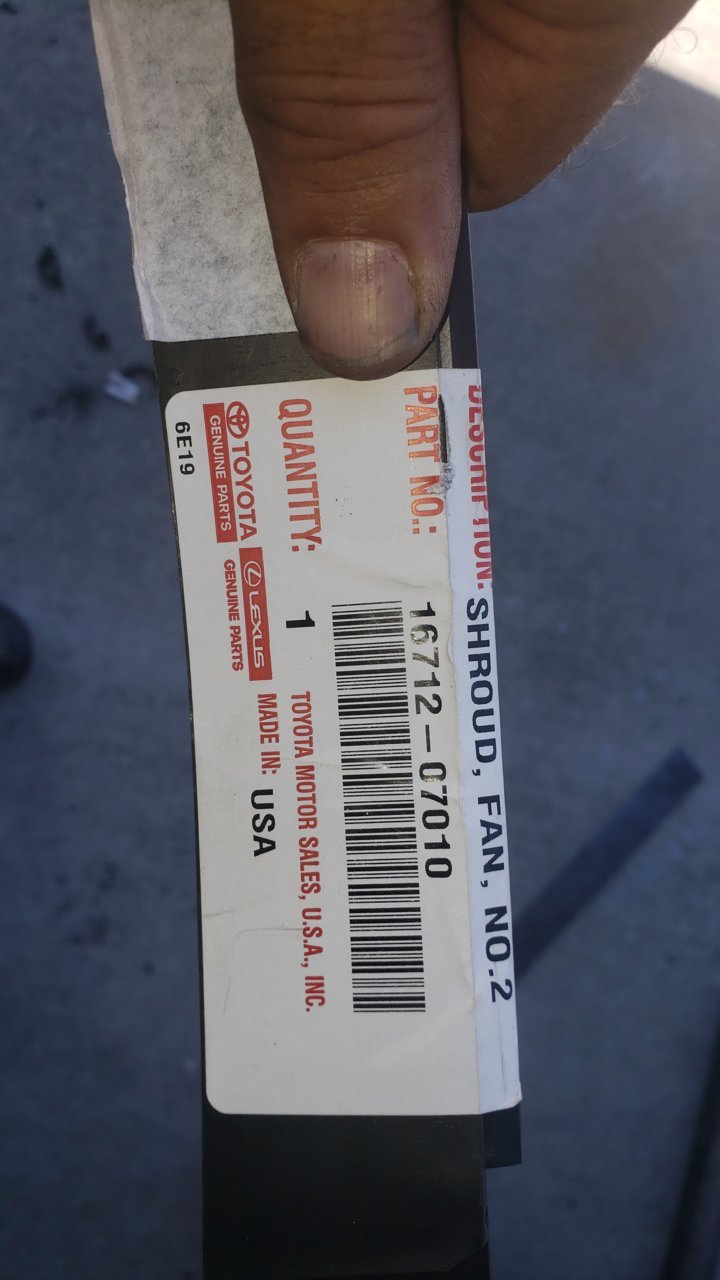 DESCRIPTION: SHROUD, FAN, NO.2
PART NO.: 16712-07010
QUANTITY: 1 TOYOTA MOTOR SALES, U.S.A., INC.
TOYOTA LEXUS MADE IN: USA
GENUINE PARTS GENUINE PARTS
6E19